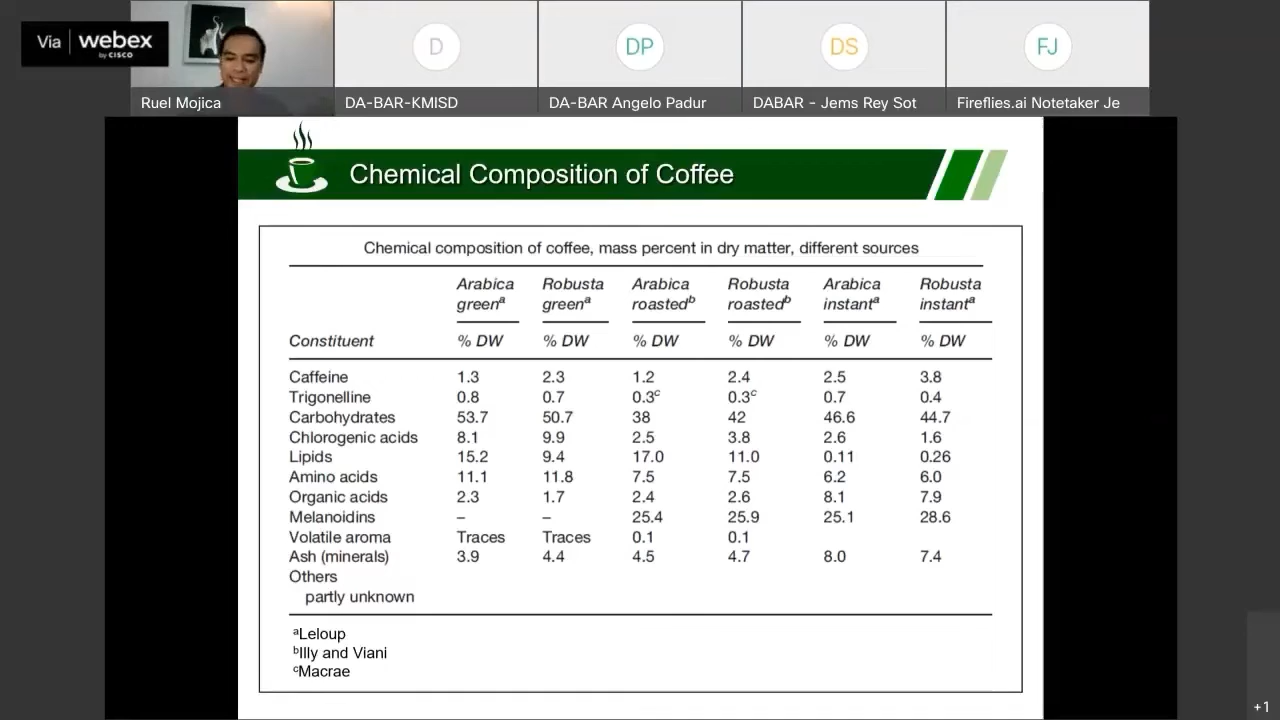 Via webex
by CISCO
D
DP
DS
FJ
Ruel Mojica
DA-BAR-KMISD
DA-BAR Angelo Padur
DABAR - Jems Rey Sot
Fireflies.ai Notetaker Je
Chemical Composition of Coffee
Chemical composition of coffee, mass percent in dry matter, different sources
Arabica Robusta Arabica Robusta Arabica Robusta
greenᵃ greenᵃ roastedᵇ roastedᵇ instantᵃ instantᵃ
Constituent % DW % DW % DW % DW % DW % DW
Caffeine 1.3 2.3 1.2 2.4 2.5 3.8
Trigonelline 0.8 0.7 0.3ᶜ 0.3ᶜ 0.7 0.4
Carbohydrates 53.7 50.7 38 42 46.6 44.7
Chlorogenic acids 8.1 9.9 2.5 3.8 2.6 1.6
Lipids 15.2 9.4 17.0 11.0 0.11 0.26
Amino acids 11.1 11.8 7.5 7.5 6.2 6.0
Organic acids 2.3 1.7 2.4 2.6 8.1 7.9
Melanoidins – – 25.4 25.9 25.1 28.6
Volatile aroma Traces Traces 0.1 0.1
Ash (minerals) 3.9 4.4 4.5 4.7 8.0 7.4
Others
partly unknown
ᵃLeloup
ᵇIlly and Viani
ᶜMacrae
+1